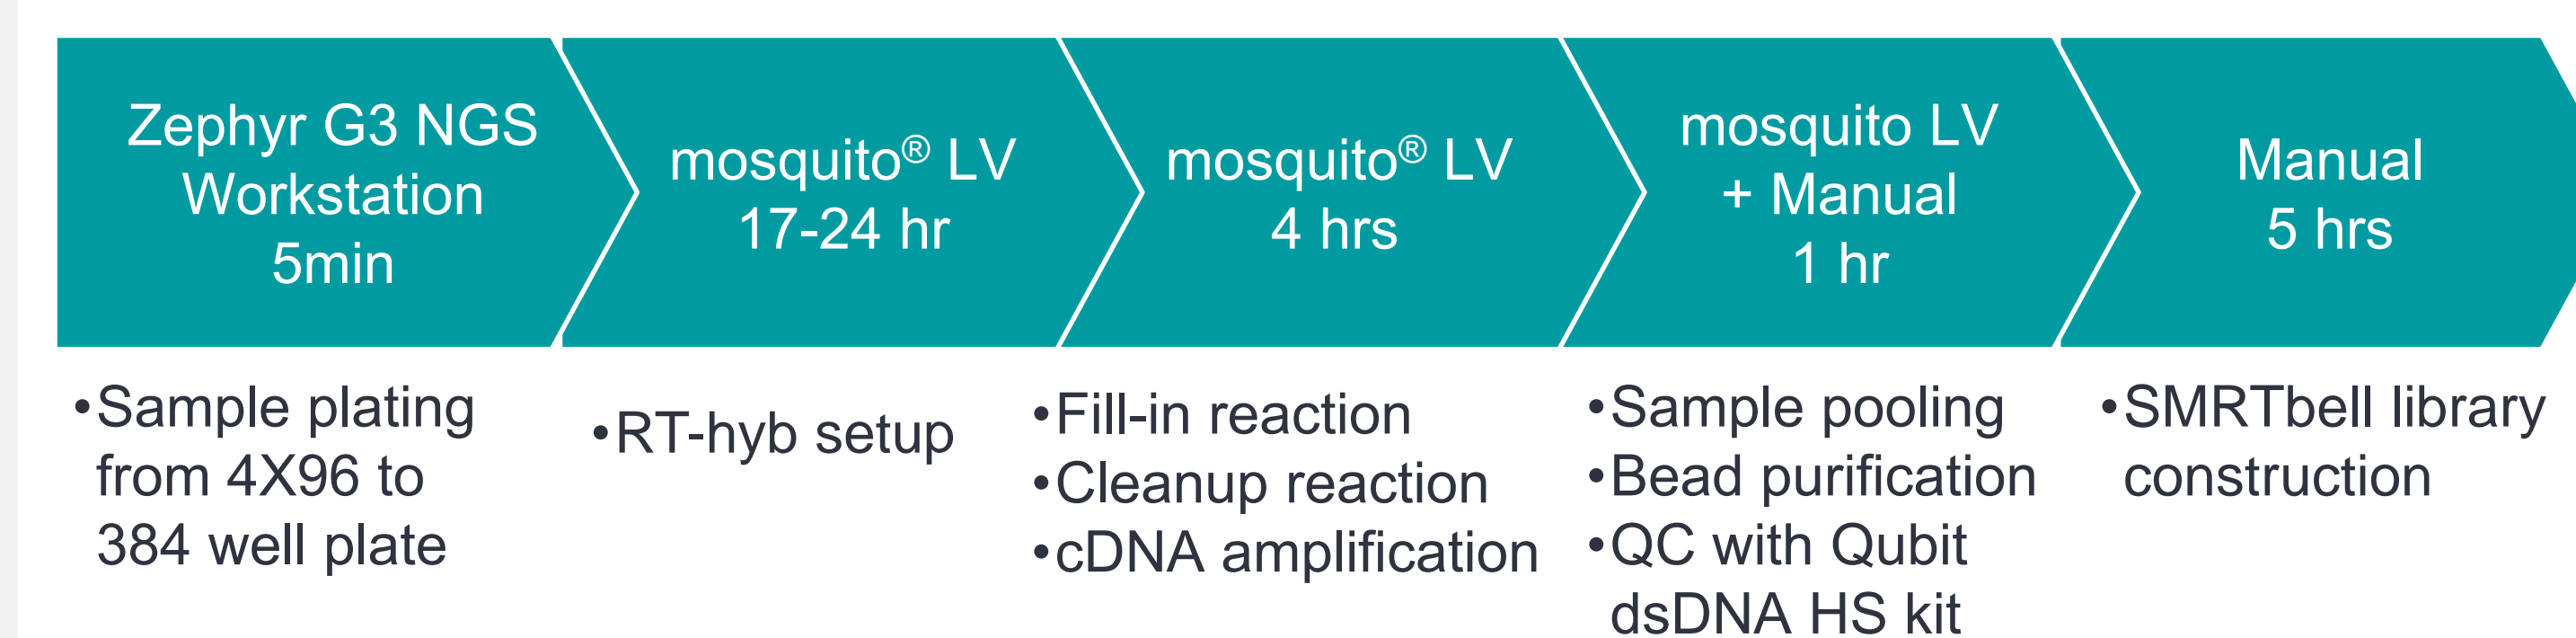 Zephyr G3 NGS
Workstation
5min
mosquito® LV
17-24 hr
mosquito® LV
4 hrs
mosquito LV
+ Manual
1 hr
Manual
5 hrs
•Sample plating
from 4X96 to
384 well plate
•RT-hyb setup
•Fill-in reaction
•Cleanup reaction
•cDNA amplification
•Sample pooling
•Bead purification
•QC with Qubit
dsDNA HS kit
•SMRTbell library
construction